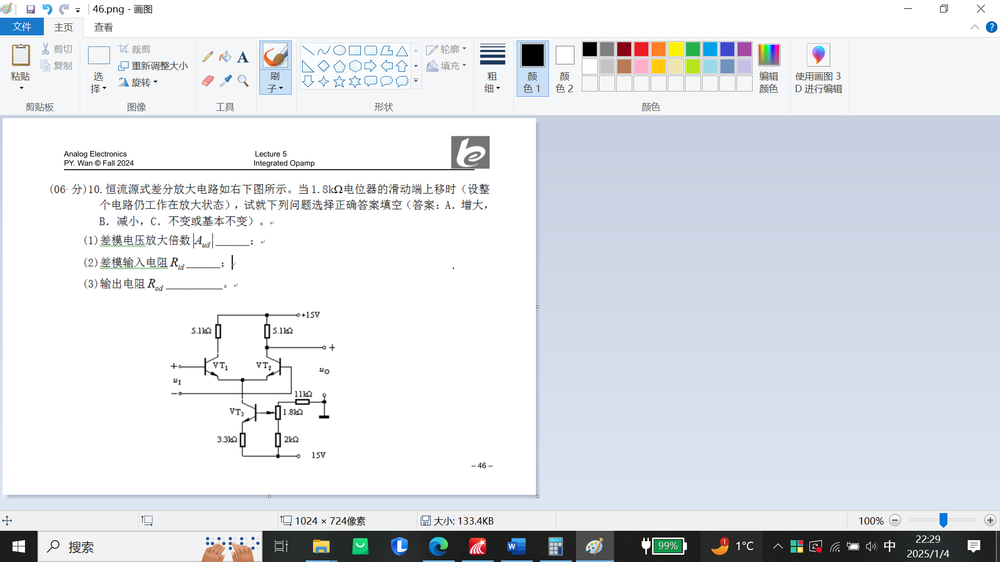 46.png - 画图
文件 主页 查看
粘贴 剪切 复制 选择 裁剪 重新调整大小 旋转 A 刷子 轮廓 填充 粗细 颜色 1 颜色 2 编辑颜色 使用画图 3D 进行编辑
剪贴板 图像 工具 形状 颜色
Analog Electronics Lecture 5
PY. Wan © Fall 2024 Integrated Opamp
(06 分)10. 恒流源式差分放大电路如右下图所示。当 1.8kΩ电位器的滑动端上移时（设整
个电路仍工作在放大状态），试就下列问题选择正确答案填空（答案：A．增大，
B．减小，C．不变或基本不变）。
(1)差模电压放大倍数|A_ud|______；
(2)差模输入电阻 R_id______；
(3)输出电阻 R_od__________。
+15V
5.1kΩ 5.1kΩ
+
+ VT1 VT2
uO
uI
− 11kΩ
VT3 1.8kΩ
3.3kΩ 2kΩ
15V
– 46 –
1024 × 724像素 大小: 133.4KB 100%
搜索 99% 1 1°C 中 22:29
2025/1/4